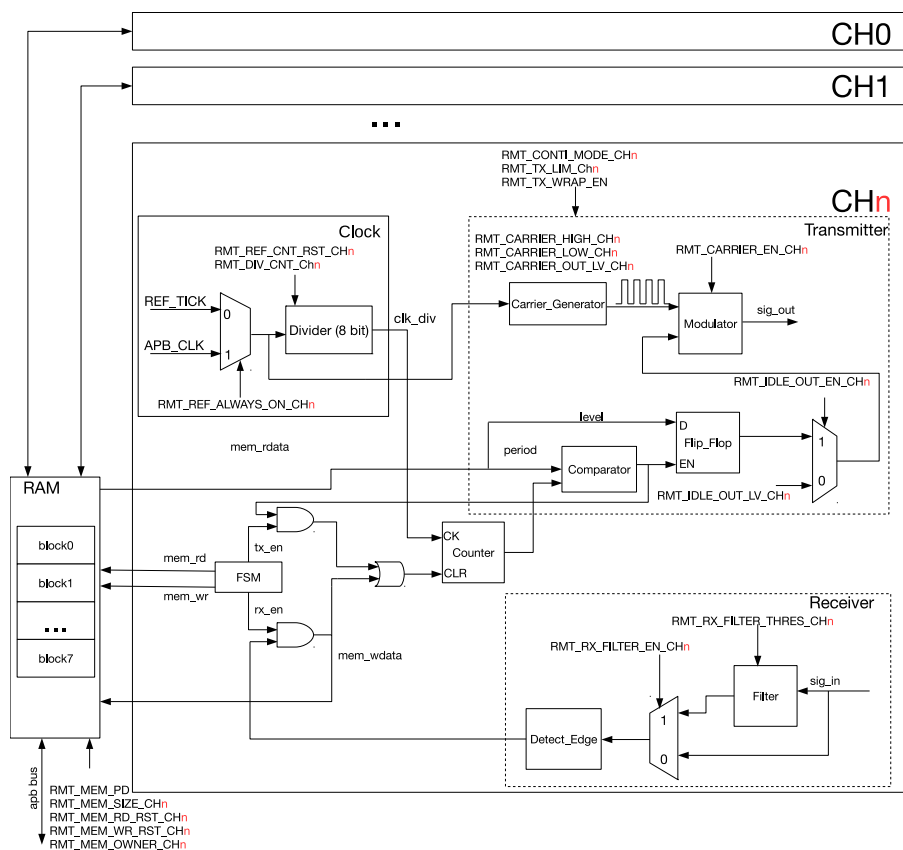 CH0
CH1
...
RMT_CONTI_MODE_CHn
RMT_TX_LIM_Chn
RMT_TX_WRAP_EN
CHn
Clock
Transmitter
RMT_REF_CNT_RST_CHn
RMT_DIV_CNT_Chn
RMT_CARRIER_HIGH_CHn
RMT_CARRIER_LOW_CHn
RMT_CARRIER_OUT_LV_CHn
RMT_CARRIER_EN_CHn
REF_TICK
0
APB_CLK
1
Divider (8 bit)
clk_div
Carrier_Generator
Modulator
sig_out
RMT_REF_ALWAYS_ON_CHn
RMT_IDLE_OUT_EN_CHn
mem_rdata
level
period
D
Flip_Flop
EN
Comparator
1
0
RMT_IDLE_OUT_LV_CHn
RAM
block0
block1
...
block7
mem_rd
mem_wr
FSM
tx_en
rx_en
CK
Counter
CLR
mem_wdata
Receiver
RMT_RX_FILTER_THRES_CHn
RMT_RX_FILTER_EN_CHn
sig_in
Filter
1
0
Detect_Edge
apb bus
RMT_MEM_PD
RMT_MEM_SIZE_CHn
RMT_MEM_RD_RST_CHn
RMT_MEM_WR_RST_CHn
RMT_MEM_OWNER_CHn